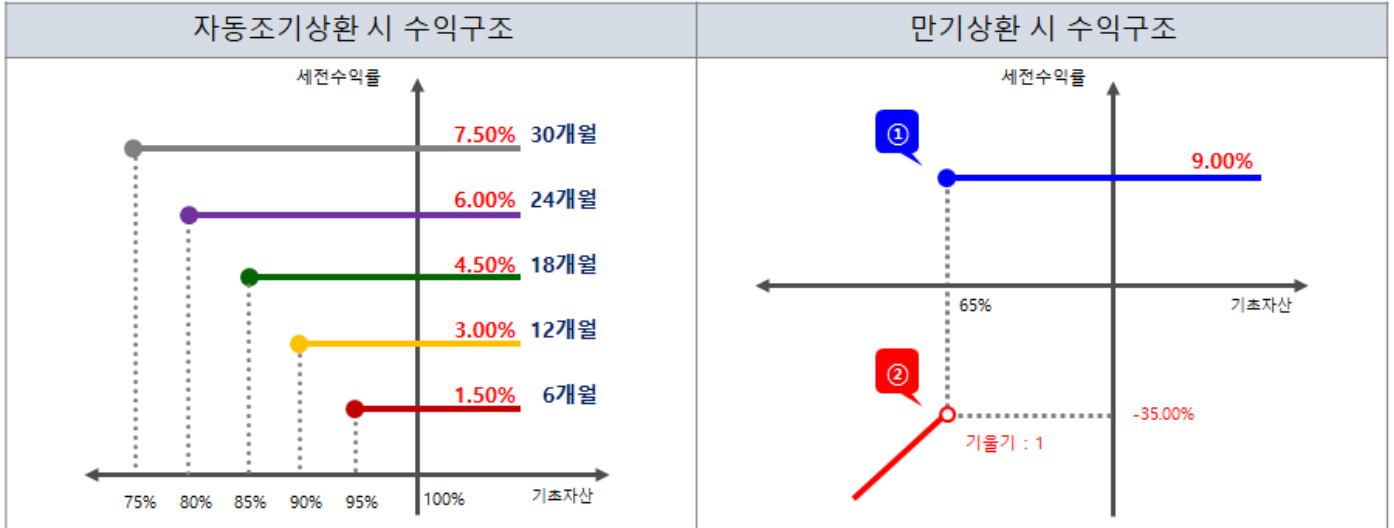 자동조기상환 시 수익구조
만기상환 시 수익구조
세전수익률
7.50% 30개월
6.00% 24개월
4.50% 18개월
3.00% 12개월
1.50% 6개월
75% 80% 85% 90% 95% 100% 기초자산
세전수익률
①
9.00%
65% 기초자산
②
-35.00%
기울기 : 1